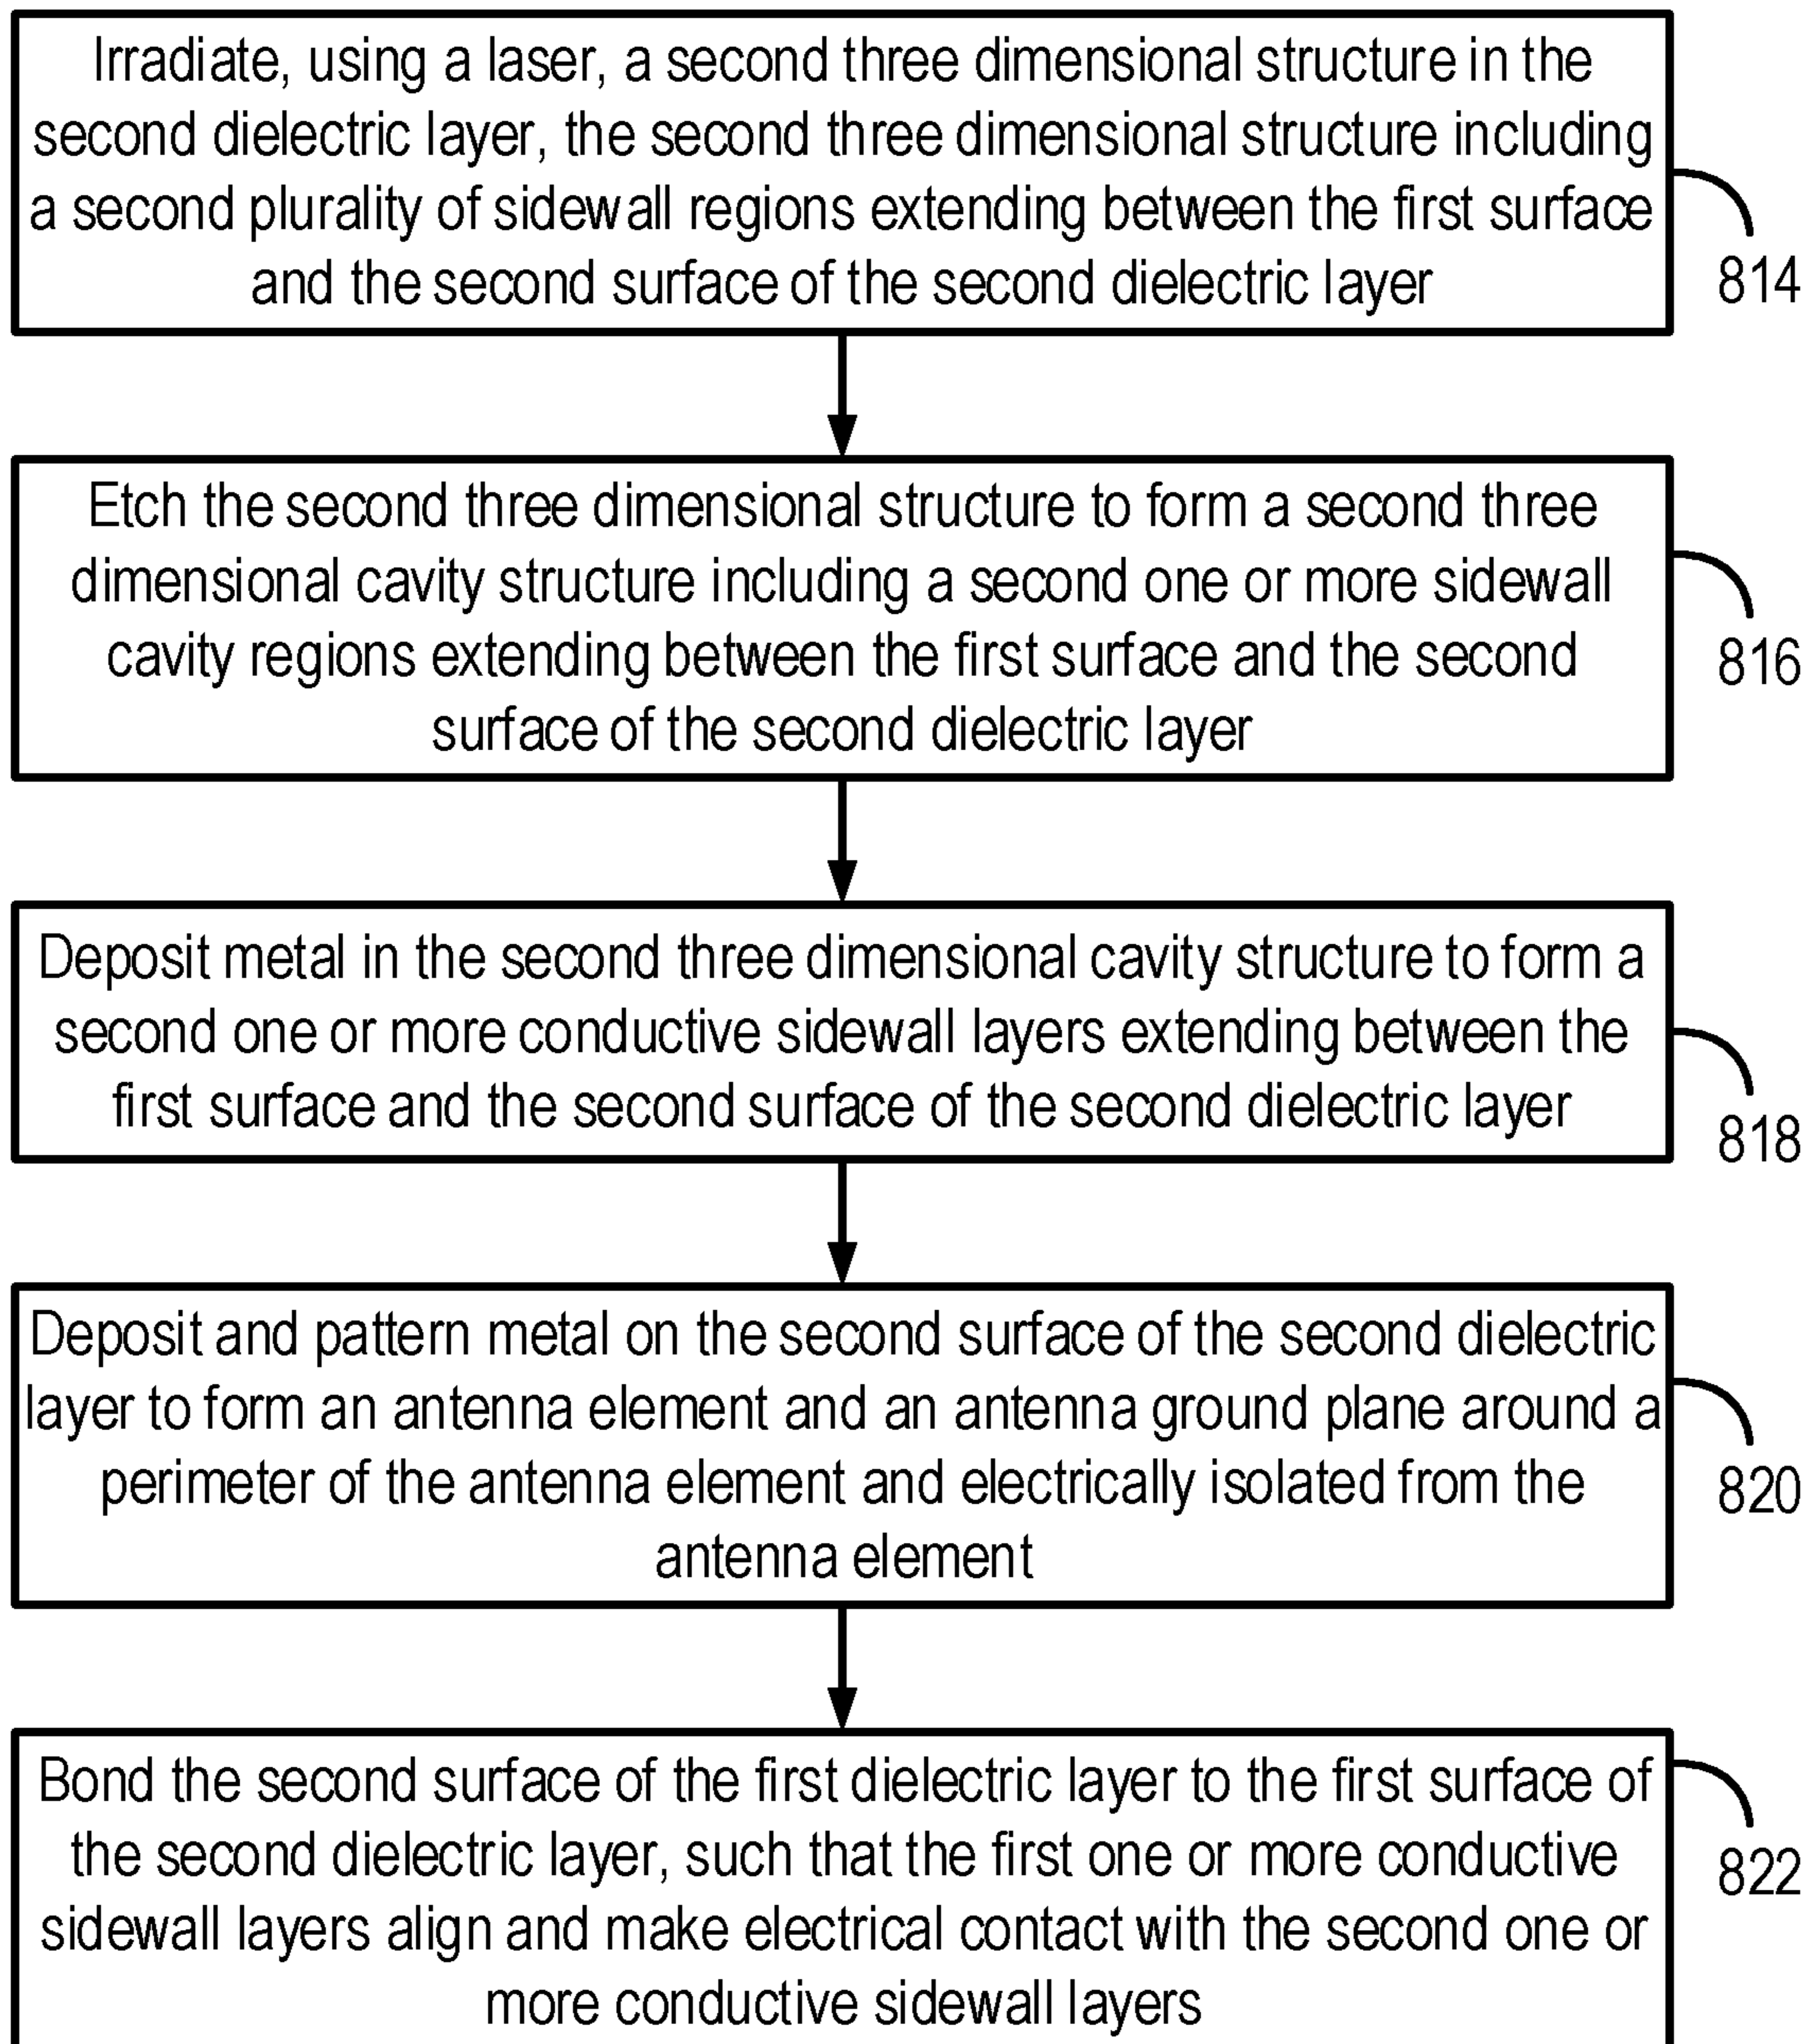 Irradiate, using a laser, a second three dimensional structure in the
second dielectric layer, the second three dimensional structure including
a second plurality of sidewall regions extending between the first surface
and the second surface of the second dielectric layer
814
Etch the second three dimensional structure to form a second three
dimensional cavity structure including a second one or more sidewall
cavity regions extending between the first surface and the second
surface of the second dielectric layer
816
Deposit metal in the second three dimensional cavity structure to form a
second one or more conductive sidewall layers extending between the
first surface and the second surface of the second dielectric layer
818
Deposit and pattern metal on the second surface of the second dielectric
layer to form an antenna element and an antenna ground plane around a
perimeter of the antenna element and electrically isolated from the
antenna element
820
Bond the second surface of the first dielectric layer to the first surface of
the second dielectric layer, such that the first one or more conductive
sidewall layers align and make electrical contact with the second one or
more conductive sidewall layers
822